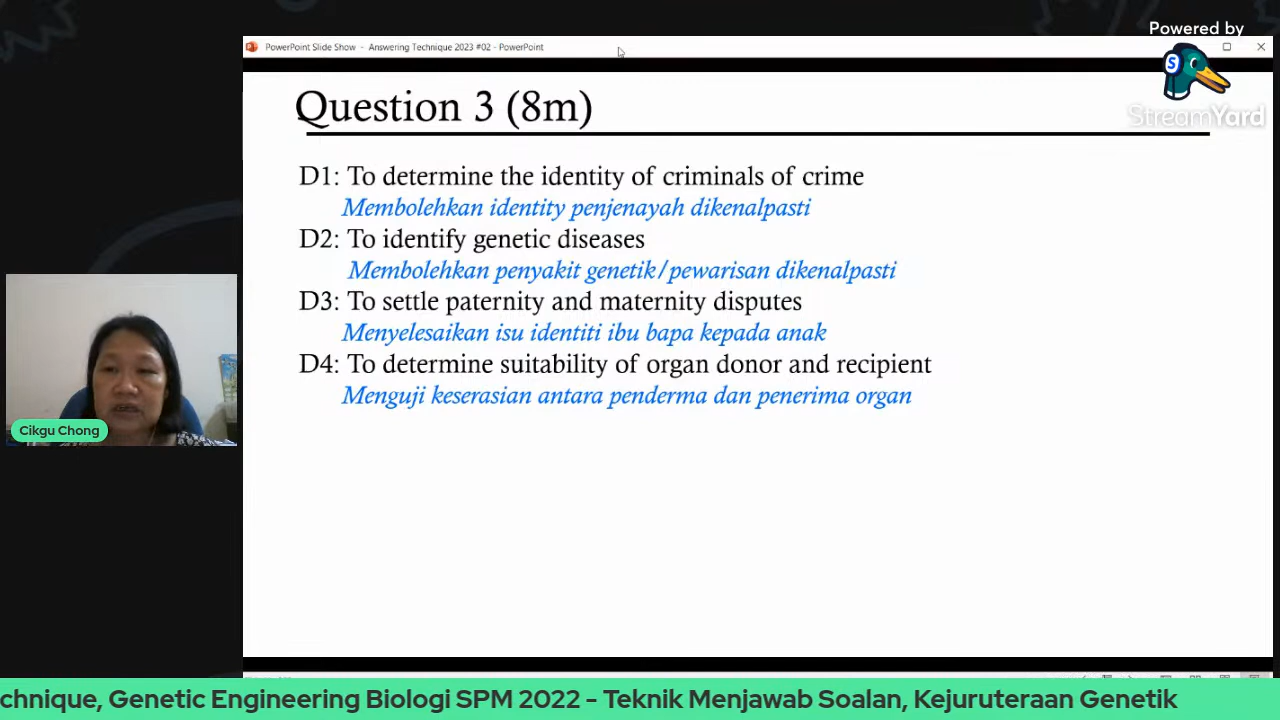 Powered by
PowerPoint Slide Show - Answering Technique 2023 #02 - PowerPoint
S
StreamYard
Question 3 (8m)
D1: To determine the identity of criminals of crime
Membolehkan identity penjenayah dikenalpasti
D2: To identify genetic diseases
Membolehkan penyakit genetik/pewarisan dikenalpasti
D3: To settle paternity and maternity disputes
Menyelesaikan isu identiti ibu bapa kepada anak
D4: To determine suitability of organ donor and recipient
Menguji keserasian antara penderma dan penerima organ
Cikgu Chong
chnique, Genetic Engineering Biologi SPM 2022 - Teknik Menjawab Soalan, Kejuruteraan Genetik